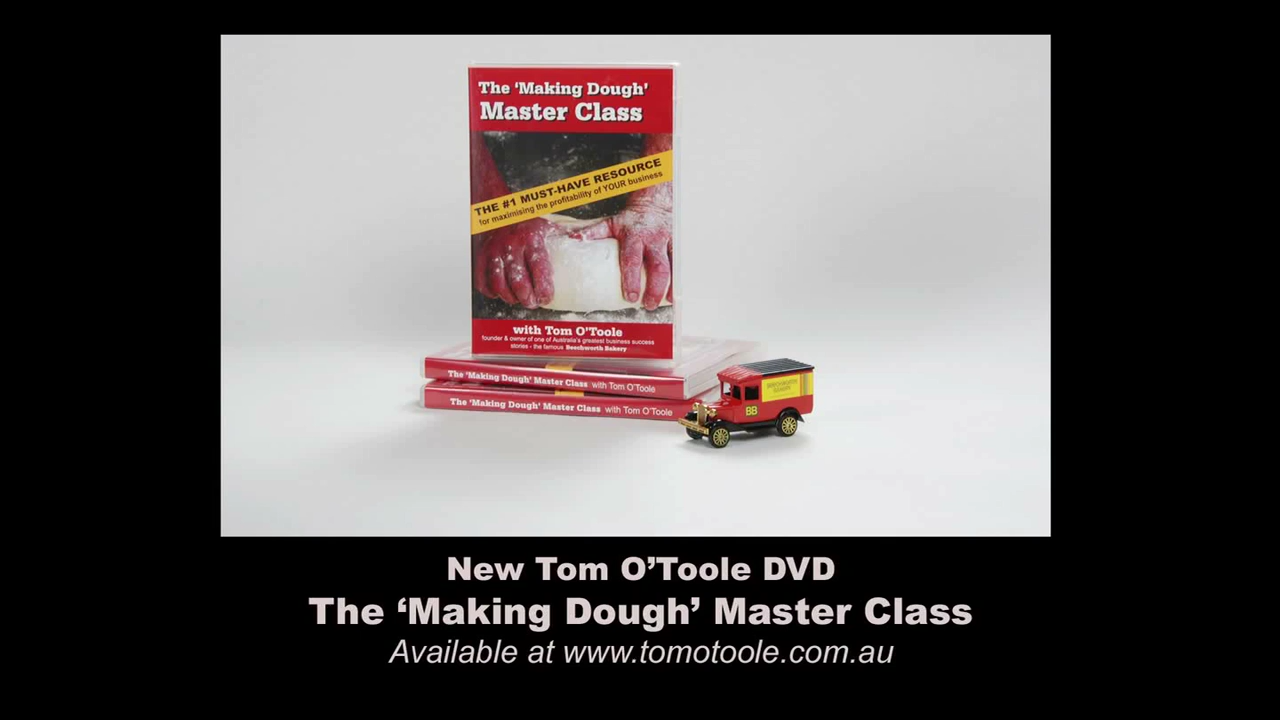 The ‘Making Dough’
Master Class
THE #1 MUST-HAVE RESOURCE
for maximising the profitability of YOUR business
with Tom O’Toole
founder & owner of one of Australia's greatest business success
stories - the famous Beechworth Bakery
The ‘Making Dough’ Master Class with Tom O’Toole
The ‘Making Dough’ Master Class with Tom O’Toole
BEECHWORTH
BAKERY
BB
New Tom O’Toole DVD
The ‘Making Dough’ Master Class
Available at www.tomotoole.com.au